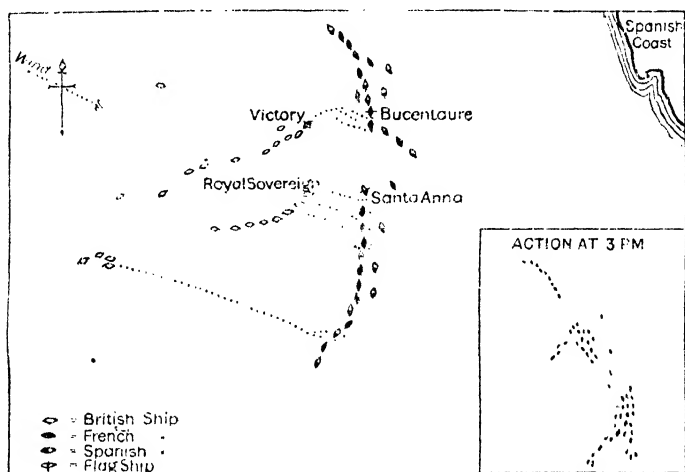 Spanish
Coast
Wind
Victory
Bucentaure
Royal Sovereign
Santa Anna
ACTION AT 3 PM
= British Ship
= French "
= Spanish "
= Flag Ship